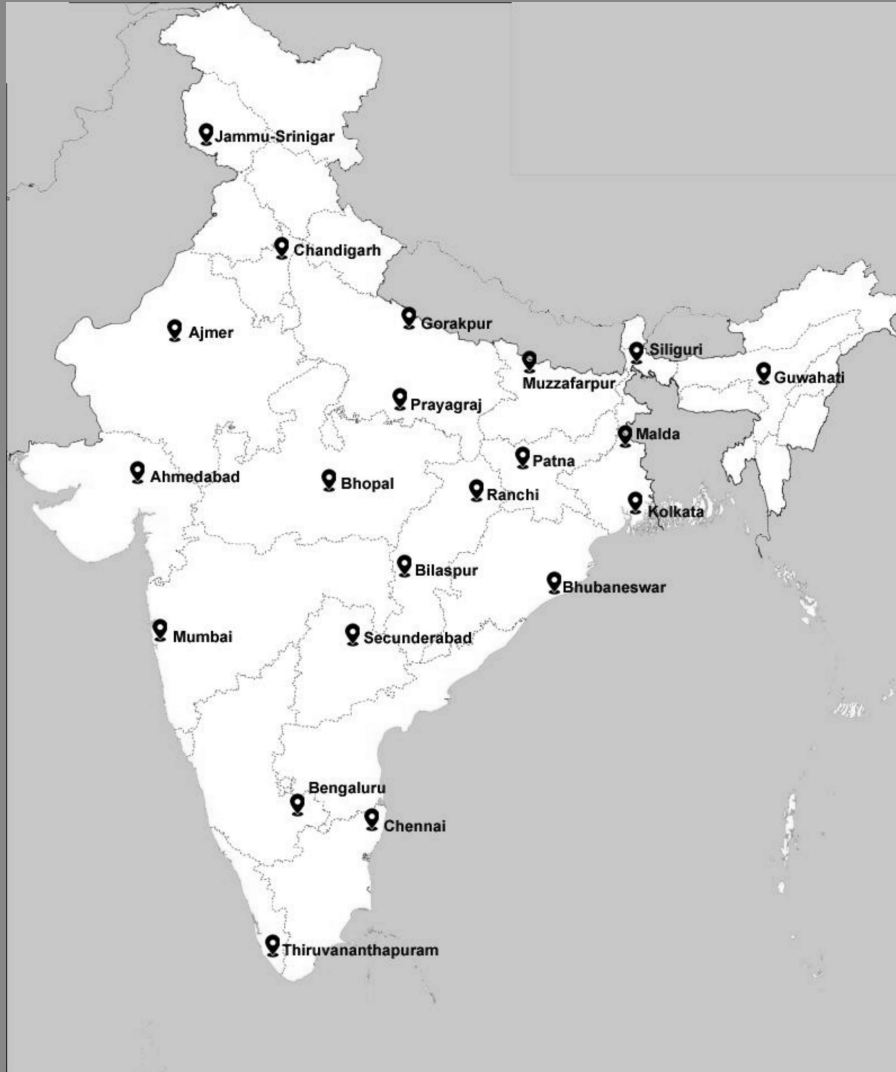 Jammu-Srinigar
Chandigarh
Gorakpur
Ajmer
Siliguri
Guwahati
Muzzafarpur
Prayagraj
Malda
Patna
Ahmedabad
Bhopal
Ranchi
Kolkata
Bilaspur
Bhubaneswar
Mumbai
Secunderabad
Bengaluru
Chennai
Thiruvananthapuram